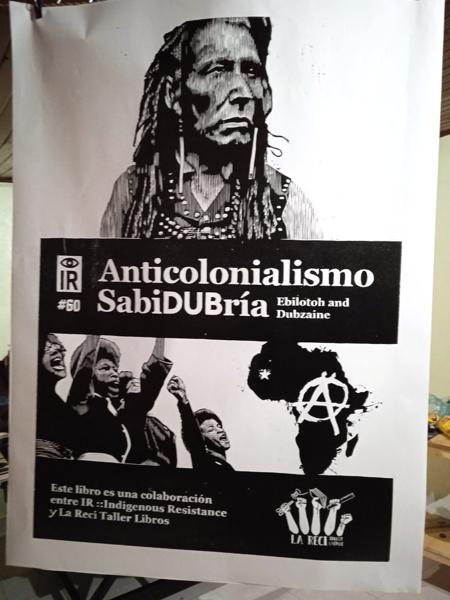 IR
#60
Anticolonialismo
SabiDUBría
Ebilotoh and
Dubzaine
A
Este libro es una colaboración
entre IR ::Indigenous Resistance
y La Reci Taller Libros
LA RECI